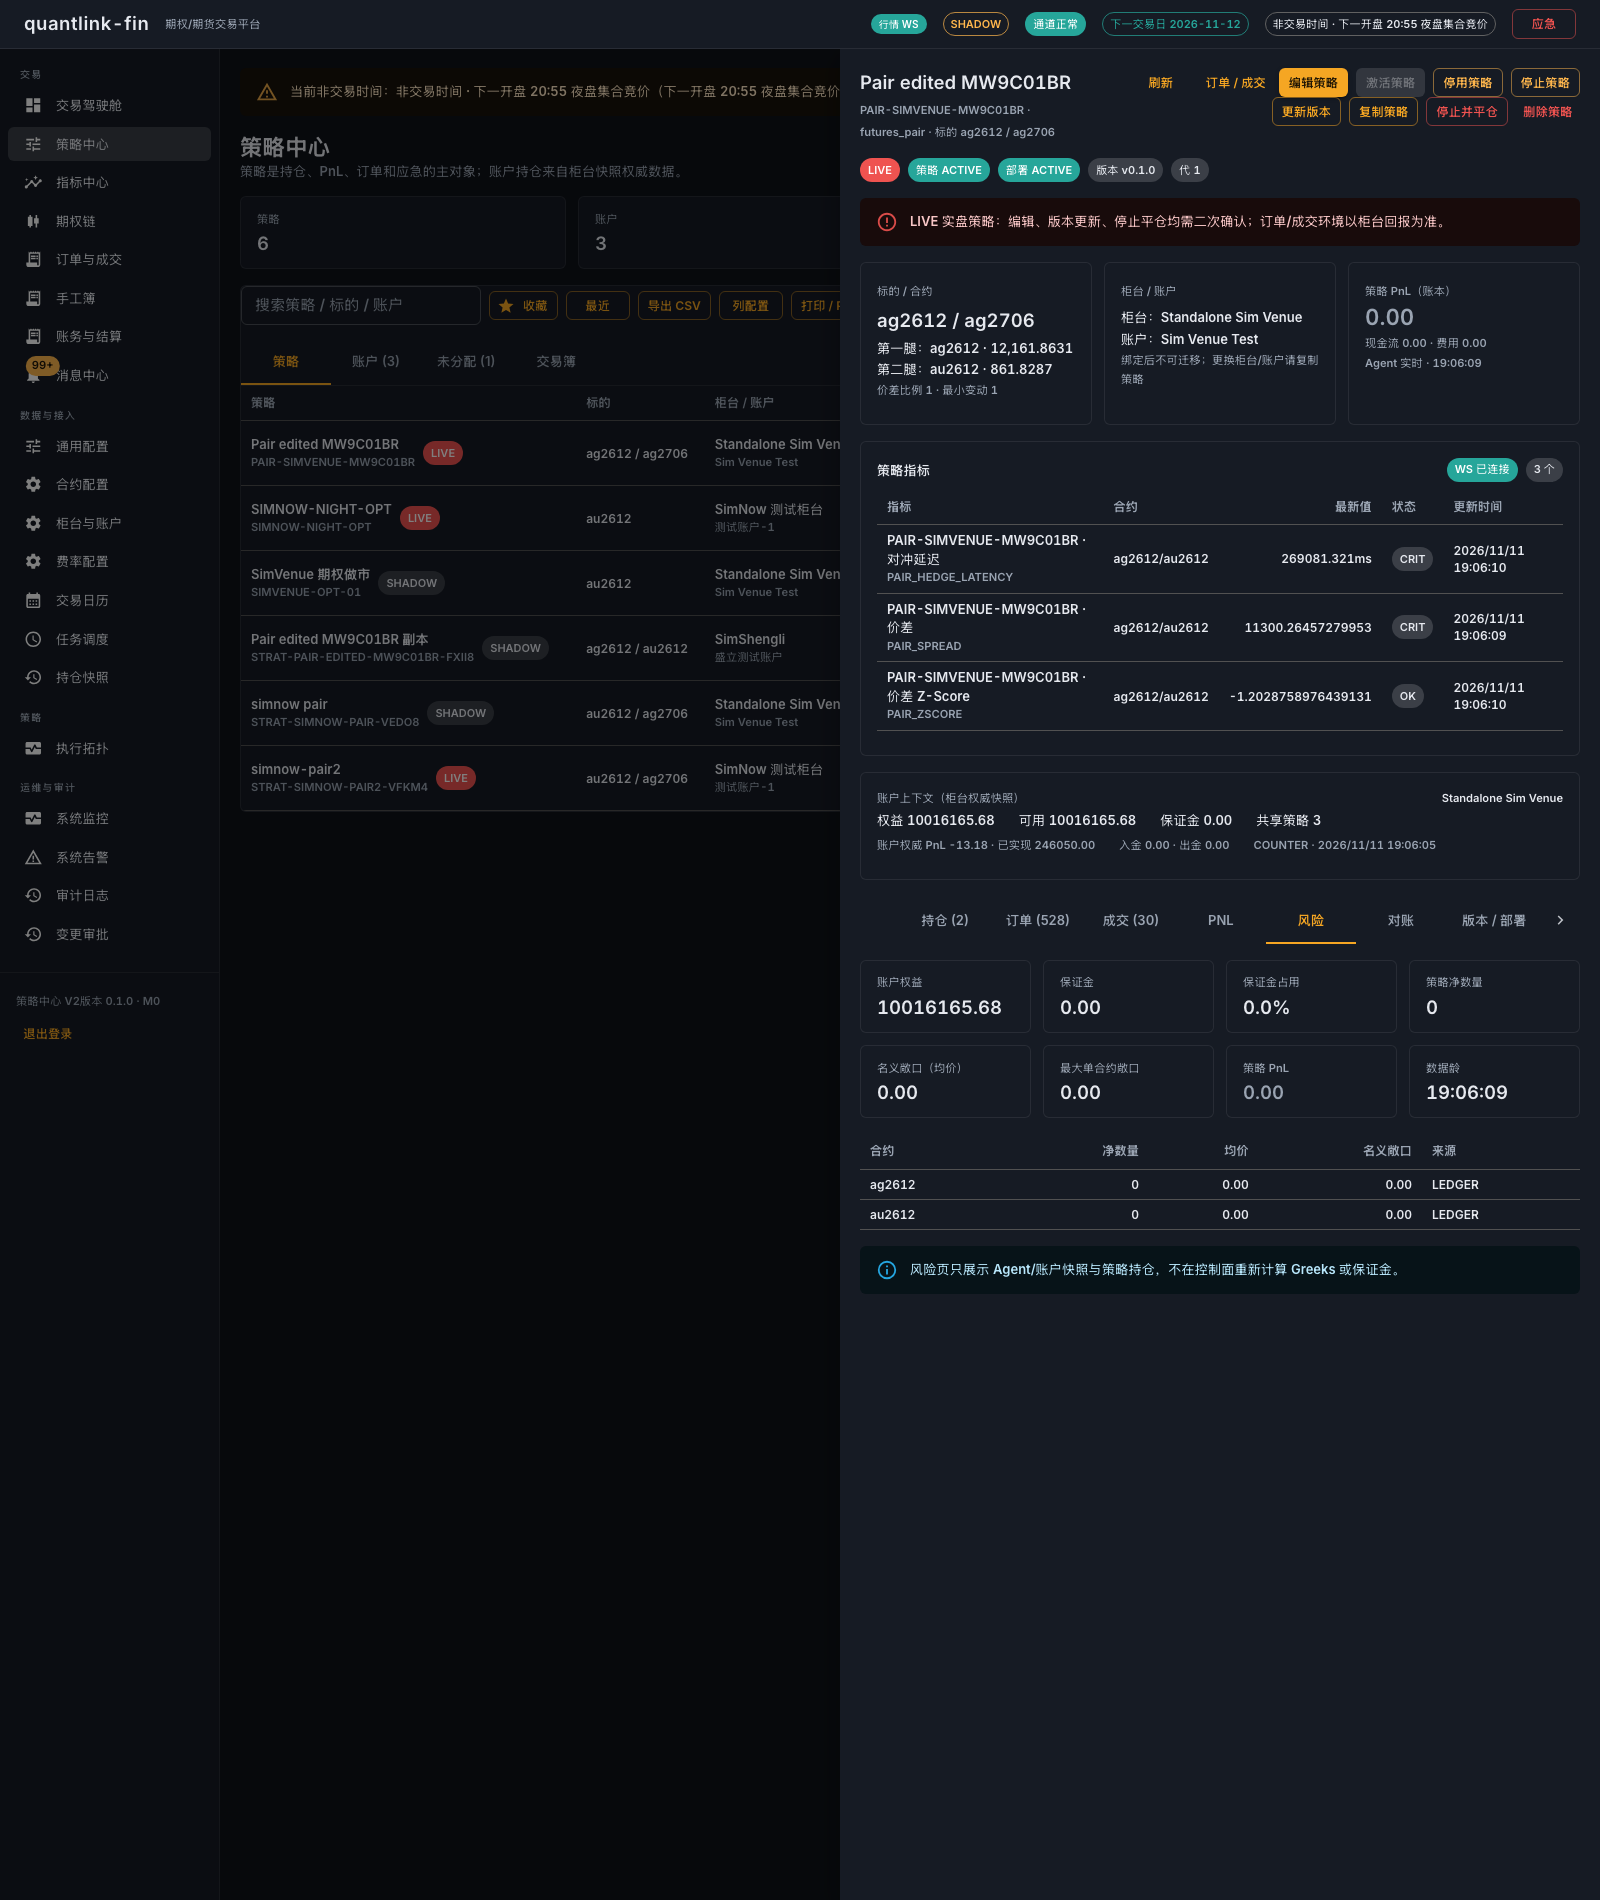 quantlink-fin 期权/期货交易平台
行情 WS
SHADOW
通道正常
下一交易日 2026-11-12
非交易时间 · 下一开盘 20:55 夜盘集合竞价
应急
交易
交易驾驶舱
策略中心
指标中心
期权链
订单与成交
手工簿
账务与结算
99+
消息中心
数据与接入
通用配置
合约配置
柜台与账户
费率配置
交易日历
任务调度
持仓快照
策略
执行拓扑
运维与审计
系统监控
系统告警
审计日志
变更审批
策略中心 V2版本 0.1.0 · M0
退出登录
当前非交易时间：非交易时间 · 下一开盘 20:55 夜盘集合竞价（下一开盘 20:55 夜盘集合竞价
策略中心
策略是持仓、PnL、订单和应急的主对象；账户持仓来自柜台快照权威数据。
策略
6
账户
3
搜索策略 / 标的 / 账户
收藏
最近
导出 CSV
列配置
打印 /
策略
账户 (3)
未分配 (1)
交易簿
策略 标的 柜台 / 账户
Pair edited MW9C01BR
PAIR-SIMVENUE-MW9C01BR
LIVE
ag2612 / ag2706
Standalone Sim Ven
Sim Venue Test
SIMNOW-NIGHT-OPT
SIMNOW-NIGHT-OPT
LIVE
au2612
SimNow 测试柜台
测试账户-1
SimVenue 期权做市
SIMVENUE-OPT-01
SHADOW
au2612
Standalone Sim Ven
Sim Venue Test
Pair edited MW9C01BR 副本
STRAT-PAIR-EDITED-MW9C01BR-FXII8
SHADOW
ag2612 / au2612
SimShengli
盛立测试账户
simnow pair
STRAT-SIMNOW-PAIR-VEDO8
SHADOW
au2612 / ag2706
Standalone Sim Ven
Sim Venue Test
simnow-pair2
STRAT-SIMNOW-PAIR2-VFKM4
LIVE
au2612 / ag2706
SimNow 测试柜台
测试账户-1
Pair edited MW9C01BR
PAIR-SIMVENUE-MW9C01BR ·
futures_pair · 标的 ag2612 / ag2706
刷新
订单 / 成交
编辑策略
激活策略
停用策略
停止策略
更新版本
复制策略
停止并平仓
删除策略
LIVE
策略 ACTIVE
部署 ACTIVE
版本 v0.1.0
代 1
LIVE 实盘策略：编辑、版本更新、停止平仓均需二次确认；订单/成交环境以柜台回报为准。
标的 / 合约
ag2612 / ag2706
第一腿：ag2612 · 12,161.8631
第二腿：au2612 · 861.8287
价差比例 1 · 最小变动 1
柜台 / 账户
柜台：Standalone Sim Venue
账户：Sim Venue Test
绑定后不可迁移；更换柜台/账户请复制
策略
策略 PnL（账本）
0.00
现金流 0.00 · 费用 0.00
Agent 实时 · 19:06:09
策略指标
WS 已连接
3 个
指标 合约 最新值 状态 更新时间
PAIR-SIMVENUE-MW9C01BR ·
对冲延迟
PAIR_HEDGE_LATENCY
ag2612/au2612
269081.321ms
CRIT
2026/11/11
19:06:10
PAIR-SIMVENUE-MW9C01BR ·
价差
PAIR_SPREAD
ag2612/au2612
11300.26457279953
CRIT
2026/11/11
19:06:09
PAIR-SIMVENUE-MW9C01BR ·
价差 Z-Score
PAIR_ZSCORE
ag2612/au2612
-1.2028758976439131
OK
2026/11/11
19:06:10
账户上下文（柜台权威快照）
Standalone Sim Venue
权益 10016165.68 可用 10016165.68 保证金 0.00 共享策略 3
账户权威 PnL -13.18 · 已实现 246050.00 入金 0.00 · 出金 0.00 COUNTER · 2026/11/11 19:06:05
持仓 (2)
订单 (528)
成交 (30)
PNL
风险
对账
版本 / 部署
账户权益
10016165.68
保证金
0.00
保证金占用
0.0%
策略净数量
0
名义敞口（均价）
0.00
最大单合约敞口
0.00
策略 PnL
0.00
数据龄
19:06:09
合约 净数量 均价 名义敞口 来源
ag2612 0 0.00 0.00 LEDGER
au2612 0 0.00 0.00 LEDGER
风险页只展示 Agent/账户快照与策略持仓，不在控制面重新计算 Greeks 或保证金。